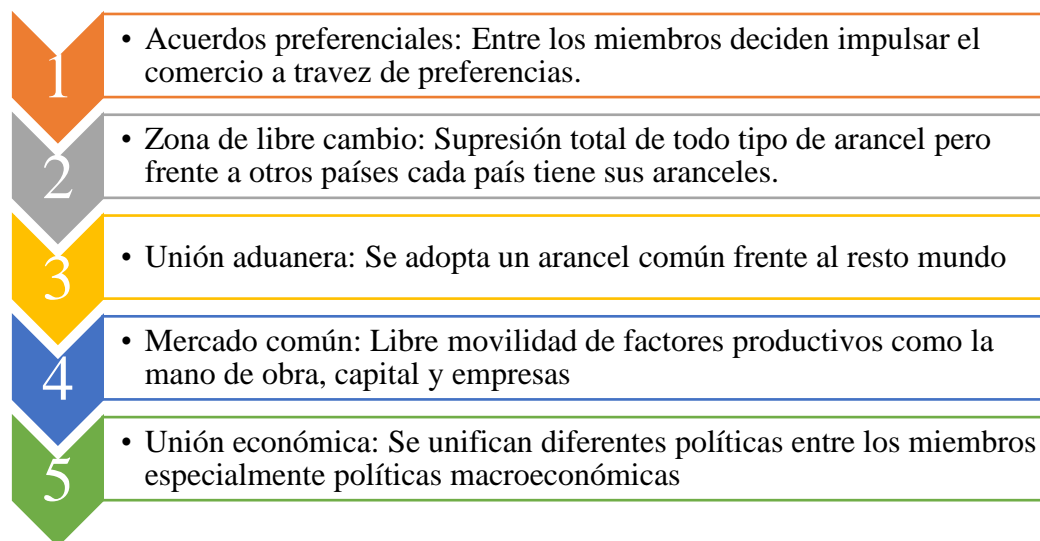 1
• Acuerdos preferenciales: Entre los miembros deciden impulsar el
comercio a travez de preferencias.
2
• Zona de libre cambio: Supresión total de todo tipo de arancel pero
frente a otros países cada país tiene sus aranceles.
3
• Unión aduanera: Se adopta un arancel común frente al resto mundo
4
• Mercado común: Libre movilidad de factores productivos como la
mano de obra, capital y empresas
5
• Unión económica: Se unifican diferentes políticas entre los miembros
especialmente políticas macroeconómicas